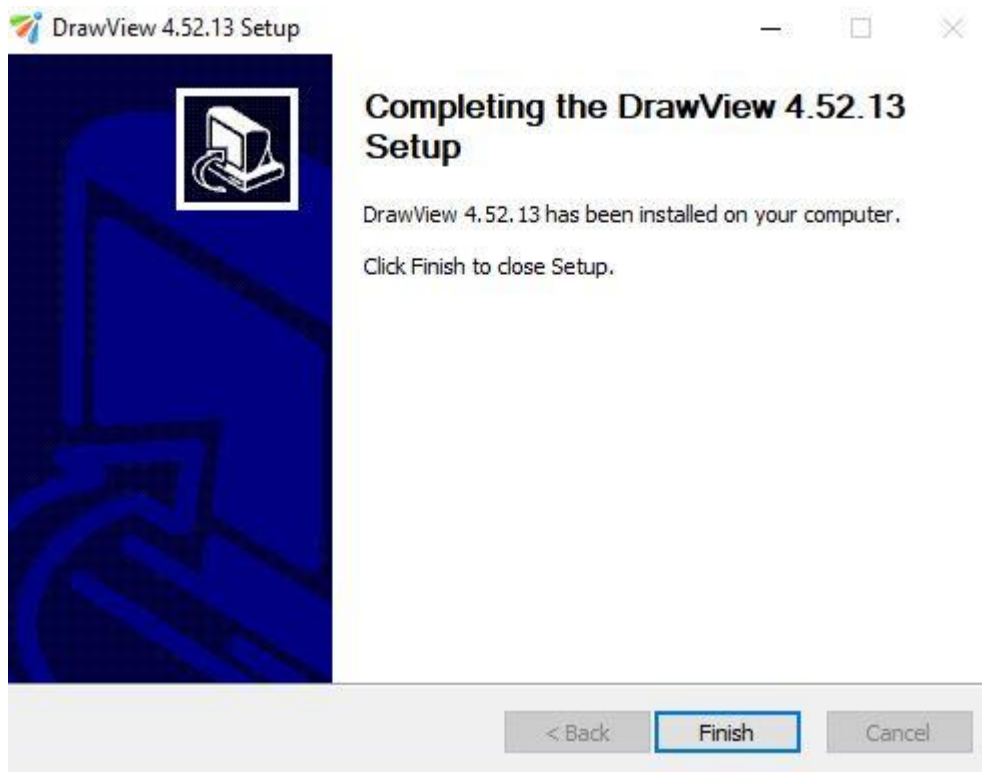 DrawView 4.52.13 Setup
Completing the DrawView 4.52.13
Setup
DrawView 4.52.13 has been installed on your computer.
Click Finish to close Setup.
< Back
Finish
Cancel